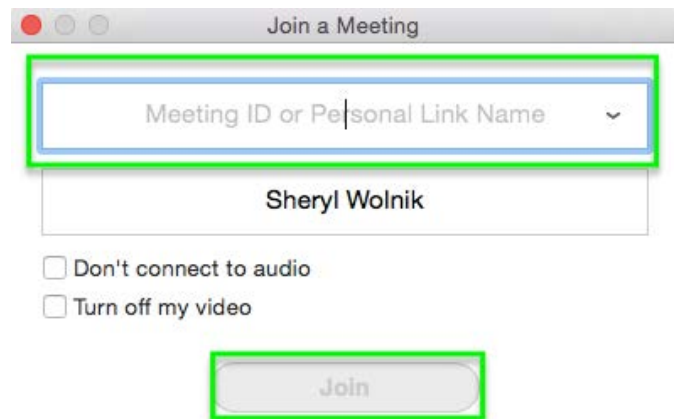 Join a Meeting
Meeting ID or Personal Link Name
Sheryl Wolnik
Don't connect to audio
Turn off my video
Join